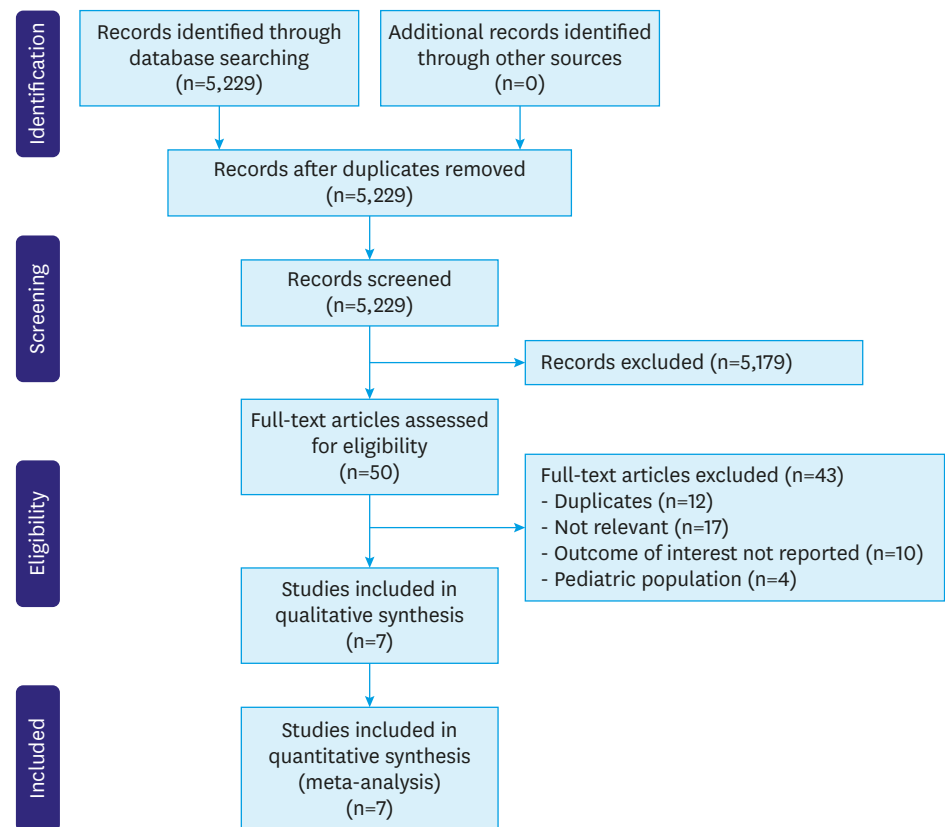 Identification
Records identified through
database searching
(n=5,229)
Additional records identified
through other sources
(n=0)
Records after duplicates removed
(n=5,229)
Screening
Records screened
(n=5,229)
Records excluded (n=5,179)
Full-text articles assessed
for eligibility
(n=50)
Eligibility
Full-text articles excluded (n=43)
- Duplicates (n=12)
- Not relevant (n=17)
- Outcome of interest not reported (n=10)
- Pediatric population (n=4)
Studies included in
qualitative synthesis
(n=7)
Included
Studies included in
quantitative synthesis
(meta-analysis)
(n=7)